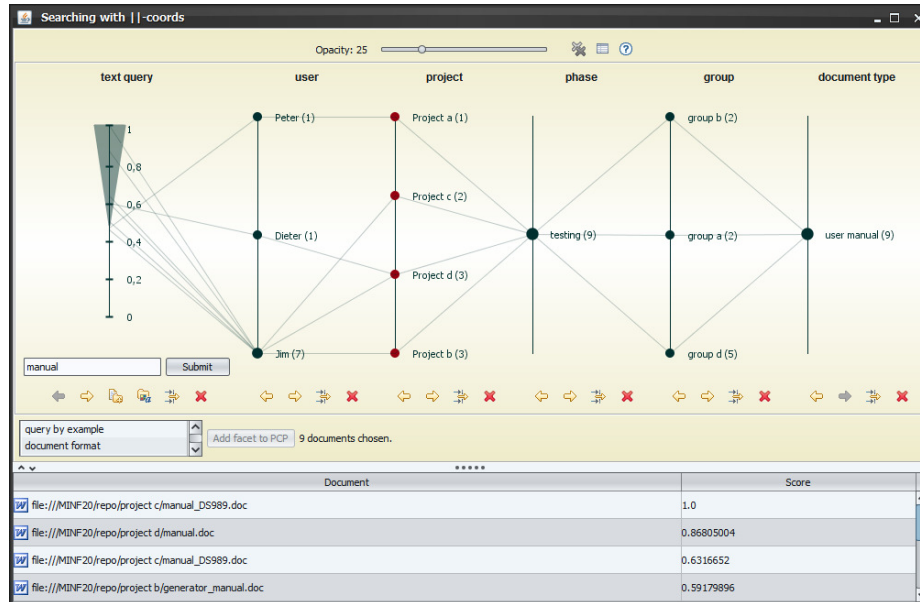 Searching with ||-coords
Opacity: 25
text query user project phase group document type
Peter (1) Project a (1) group b (2)
1
0,8
Project c (2)
0,6
Dieter (1) testing (9) group a (2) user manual (9)
0,4
Project d (3)
0,2
0
Jim (7) Project b (3) group d (5)
manual Submit
query by example
document format
Add facet to PCP 9 documents chosen.
Document Score
file:///MINF20/repo/project c/manual_DS989.doc 1.0
file:///MINF20/repo/project d/manual.doc 0.86805004
file:///MINF20/repo/project c/manual_DS989.doc 0.6316652
file:///MINF20/repo/project b/generator_manual.doc 0.59179896